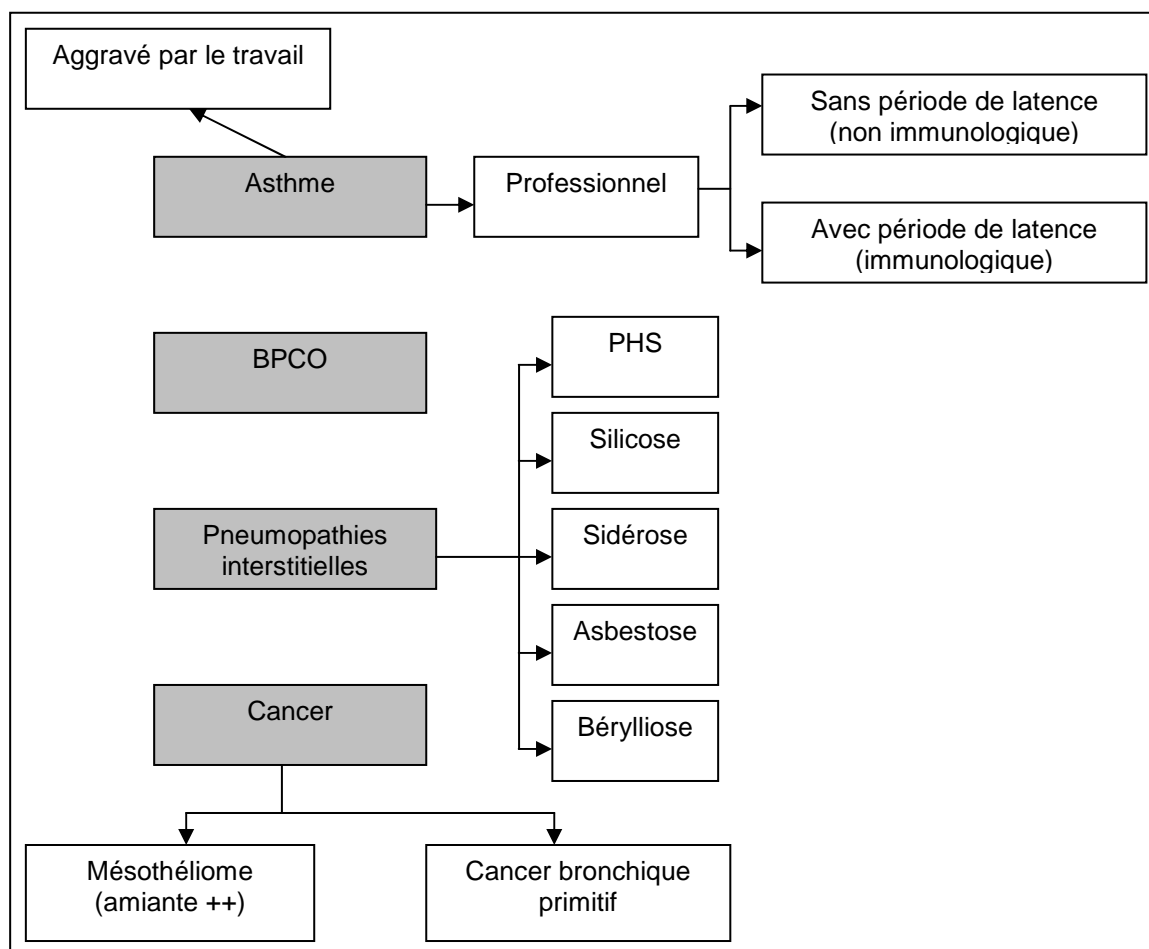 Aggravé par le travail
Sans période de latence
(non immunologique)
Asthme
Professionnel
Avec période de latence
(immunologique)
BPCO
PHS
Silicose
Pneumopathies
interstitielles
Sidérose
Asbestose
Cancer
Bérylliose
Mésothéliome
(amiante ++)
Cancer bronchique
primitif